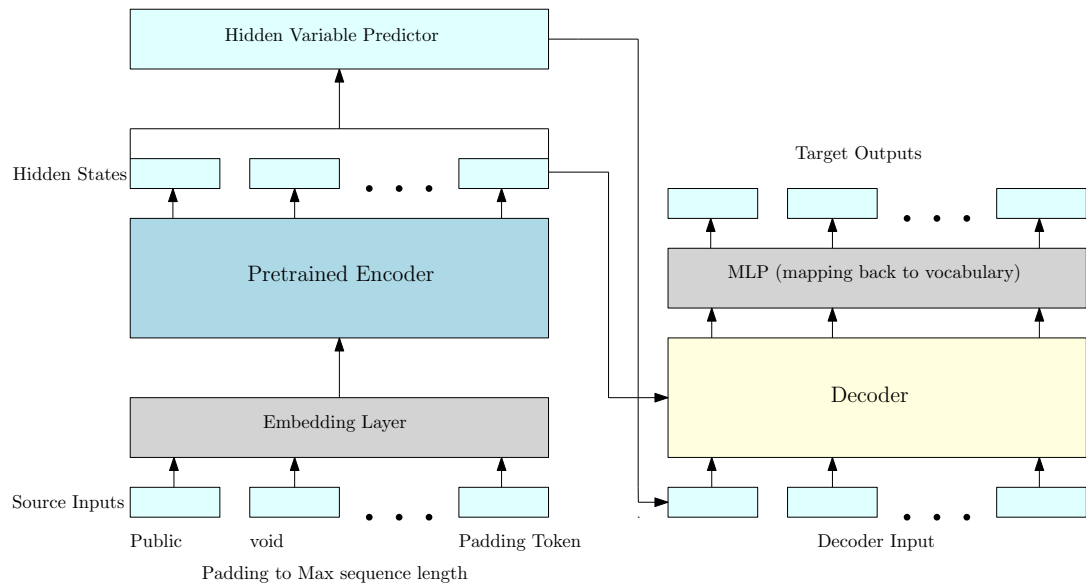 Hidden Variable Predictor
Hidden States
Target Outputs
Pretrained Encoder
MLP (mapping back to vocabulary)
Embedding Layer
Decoder
Source Inputs
Public void Padding Token
Decoder Input
Padding to Max sequence length